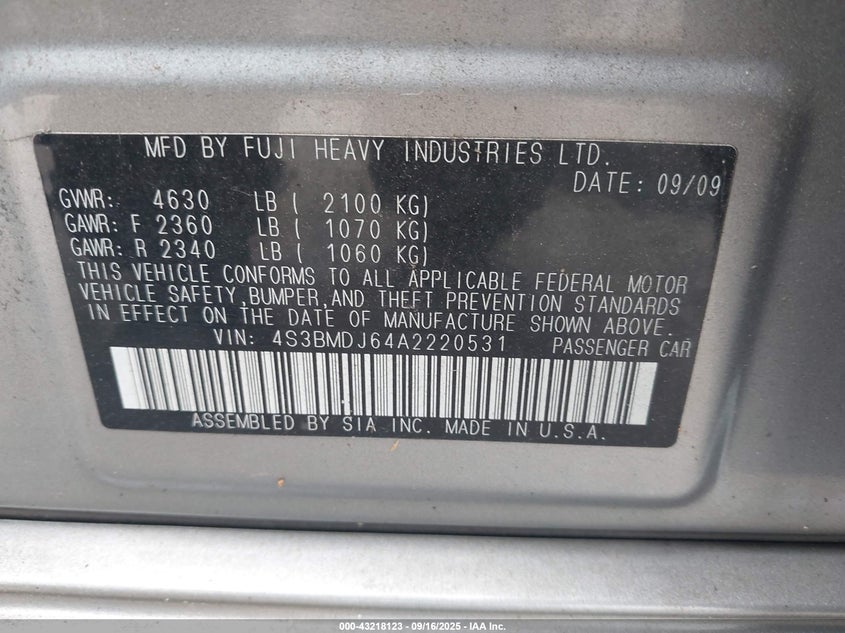 MFD BY FUJI HEAVY INDUSTRIES LTD.
DATE: 09/09
GVWR: 4630 LB ( 2100 KG)
GAWR: F 2360 LB ( 1070 KG)
GAWR: R 2340 LB ( 1060 KG)
THIS VEHICLE CONFORMS TO ALL APPLICABLE FEDERAL MOTOR
VEHICLE SAFETY,BUMPER,AND THEFT PREVENTION STANDARDS
IN EFFECT ON THE DATE OF MANUFACTURE SHOWN ABOVE.
VIN: 4S3BMDJ64A2220531 PASSENGER CAR
ASSEMBLED BY SIA INC. MADE IN U.S.A.
000-43218123 - 09/16/2025 - IAA Inc.